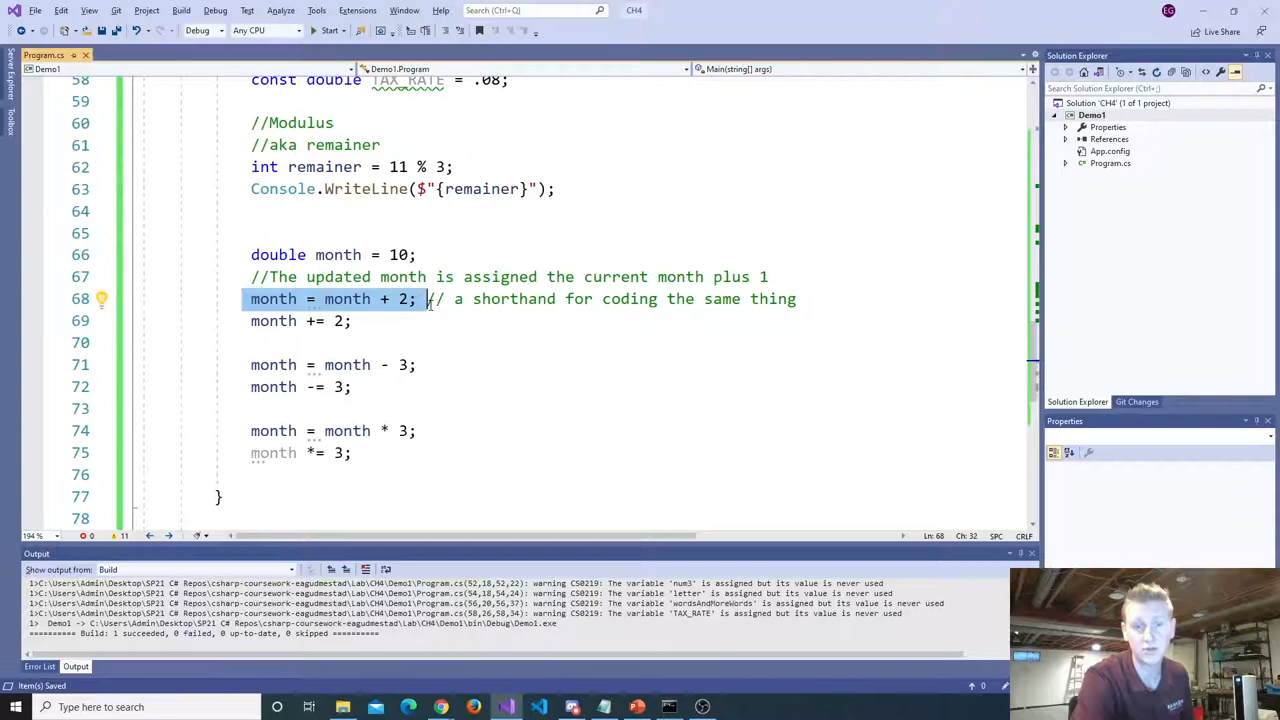 File Edit View Git Project Build Debug Test Analyze Tools Extensions Window Help Search (Ctrl+Q) CH4 EG
Debug Any CPU Start Live Share
Server Explorer
Toolbox
Program.cs
Demo1 Demo1.Program Main(string[] args)
58 const double TAX_RATE = .08;
59
60 //Modulus
61 //aka remainer
62 int remainer = 11 % 3;
63 Console.WriteLine($"{remainer}");
64
65
66 double month = 10;
67 //The updated month is assigned the current month plus 1
68 month = month + 2; // a shorthand for coding the same thing
69 month += 2;
70
71 month = month - 3;
72 month -= 3;
73
74 month = month * 3;
75 month *= 3;
76
77 }
78
194 % 0 11 Ln: 68 Ch: 32 SPC CRLF
Output
Show output from: Build
1>C:\Users\Admin\Desktop\SP21 C# Repos\csharp-coursework-eagudmestad\Lab\CH4\Demo1\Program.cs(52,18,52,22): warning CS0219: The variable 'num3' is assigned but its value is never used
1>C:\Users\Admin\Desktop\SP21 C# Repos\csharp-coursework-eagudmestad\Lab\CH4\Demo1\Program.cs(54,18,54,24): warning CS0219: The variable 'letter' is assigned but its value is never used
1>C:\Users\Admin\Desktop\SP21 C# Repos\csharp-coursework-eagudmestad\Lab\CH4\Demo1\Program.cs(56,20,56,37): warning CS0219: The variable 'wordsAndMoreWords' is assigned but its value is never used
1>C:\Users\Admin\Desktop\SP21 C# Repos\csharp-coursework-eagudmestad\Lab\CH4\Demo1\Program.cs(58,26,58,34): warning CS0219: The variable 'TAX_RATE' is assigned but its value is never used
1> Demo1 -> C:\Users\Admin\Desktop\SP21 C# Repos\csharp-coursework-eagudmestad\Lab\CH4\Demo1\bin\Debug\Demo1.exe
========== Build: 1 succeeded, 0 failed, 0 up-to-date, 0 skipped ==========
Error List Output
Item(s) Saved 0
Type here to search
Solution Explorer
Search Solution Explorer (Ctrl+;)
Solution 'CH4' (1 of 1 project)
Demo1
Properties
References
App.config
Program.cs
Solution Explorer Git Changes
Properties